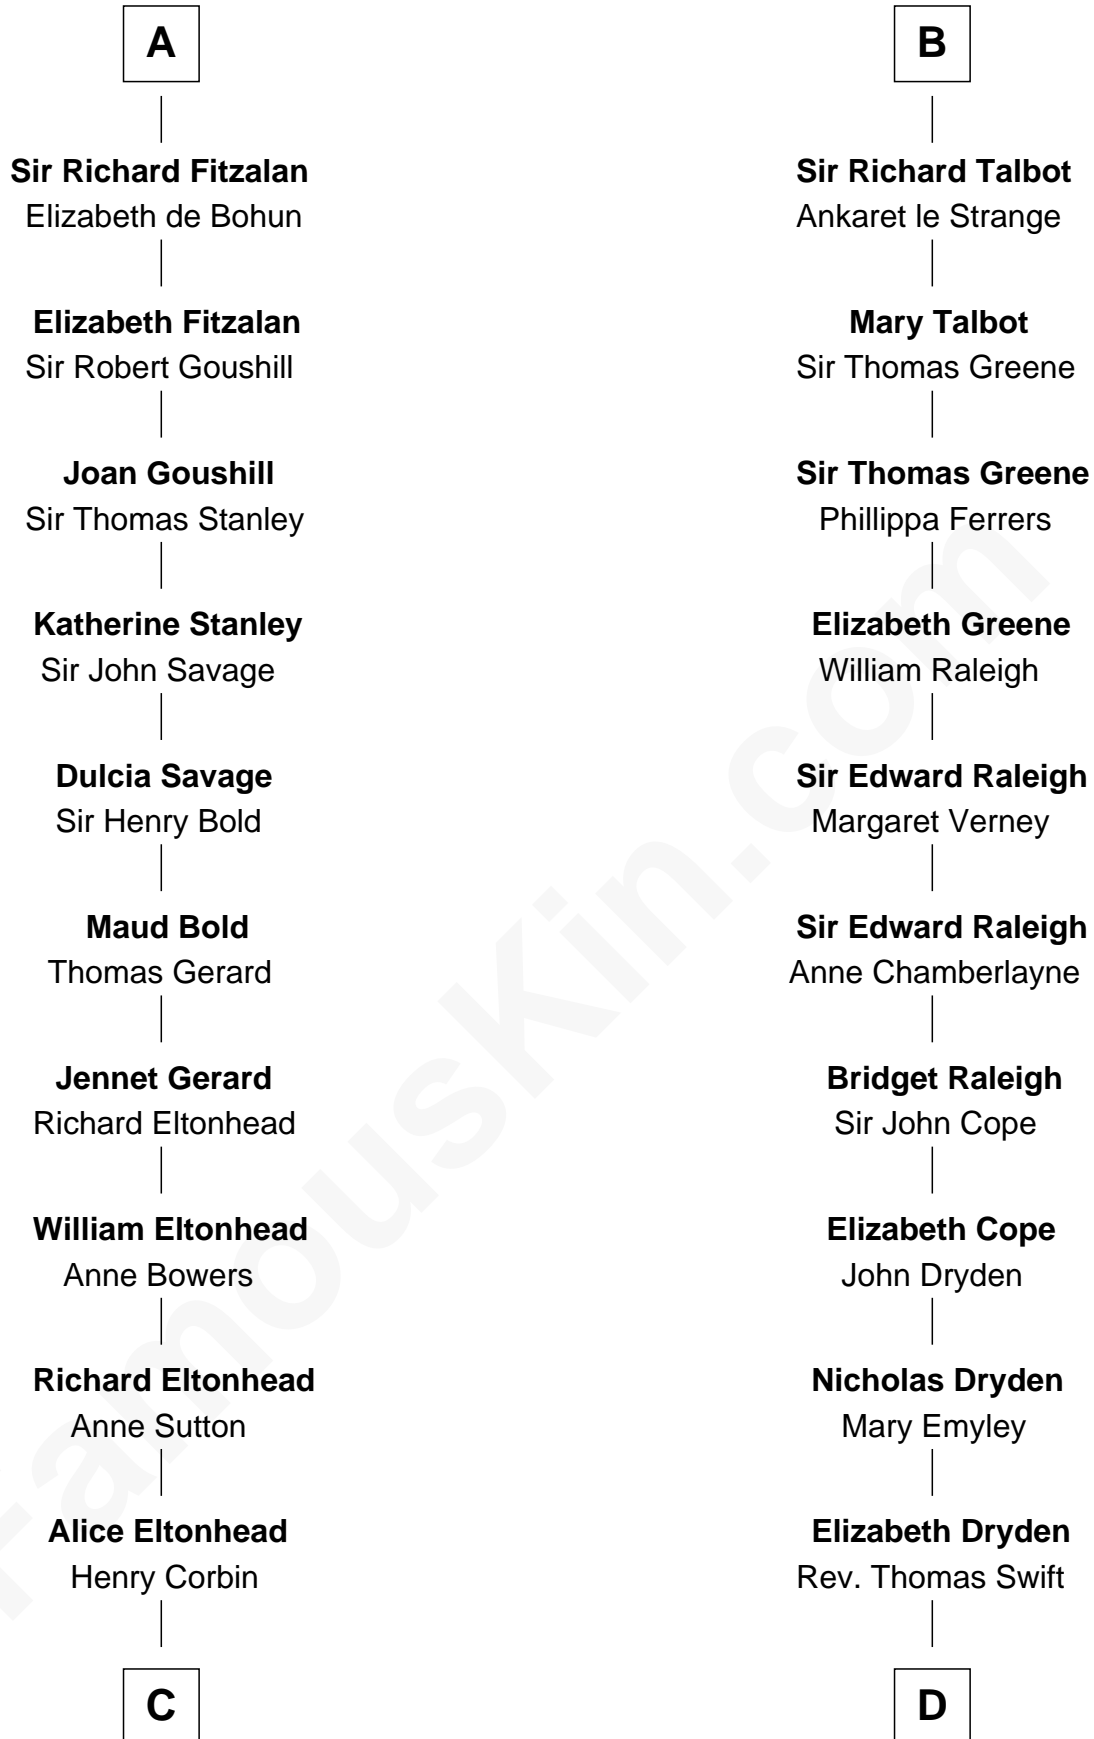 A
Sir Richard Fitzalan
Elizabeth de Bohun
Elizabeth Fitzalan
Sir Robert Goushill
Joan Goushill
Sir Thomas Stanley
Katherine Stanley
Sir John Savage
Dulcia Savage
Sir Henry Bold
Maud Bold
Thomas Gerard
Jennet Gerard
Richard Eltonhead
William Eltonhead
Anne Bowers
Richard Eltonhead
Anne Sutton
Alice Eltonhead
Henry Corbin
C
B
Sir Richard Talbot
Ankaret le Strange
Mary Talbot
Sir Thomas Greene
Sir Thomas Greene
Phillippa Ferrers
Elizabeth Greene
William Raleigh
Sir Edward Raleigh
Margaret Verney
Sir Edward Raleigh
Anne Chamberlayne
Bridget Raleigh
Sir John Cope
Elizabeth Cope
John Dryden
Nicholas Dryden
Mary Emyley
Elizabeth Dryden
Rev. Thomas Swift
D
FamousKin.com